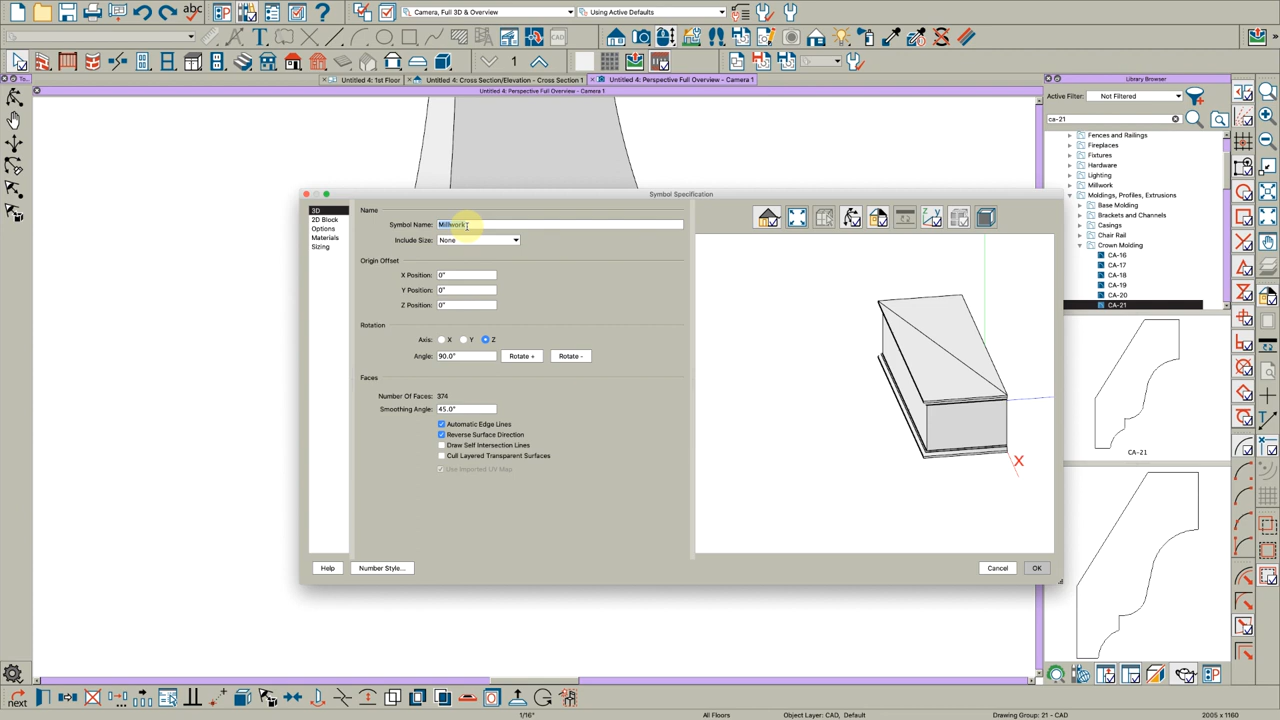 Camera, Full 3D & Overview
Using Active Defaults
1
Untitled 4: 1st Floor
Untitled 4: Cross Section/Elevation - Cross Section 1
Untitled 4: Perspective Full Overview - Camera 1
Untitled 4: Perspective Full Overview - Camera 1
Library Browser
Active Filter:
Not Filtered
ca-21
Fences and Railings
Fireplaces
Fixtures
Hardware
Lighting
Millwork
Moldings, Profiles, Extrusions
Base Molding
Brackets and Channels
Casings
Chair Rail
Crown Molding
CA-16
CA-17
CA-18
CA-19
CA-20
CA-21
CA-21
Symbol Specification
3D
2D Block
Options
Materials
Sizing
Name
Symbol Name:
Millwork
Include Size:
None
Origin Offset
X Position:
0"
Y Position:
0"
Z Position:
0"
Rotation
Axis:
X
Y
Z
Angle:
90.0°
Rotate +
Rotate -
Faces
Number Of Faces:
374
Smoothing Angle:
45.0°
Automatic Edge Lines
Reverse Surface Direction
Draw Self Intersection Lines
Cull Layered Transparent Surfaces
Use Imported UV Map
X
Help
Number Style...
Cancel
OK
next
1/16"
All Floors
Object Layer: CAD, Default
Drawing Group: 21 - CAD
2005 x 1160